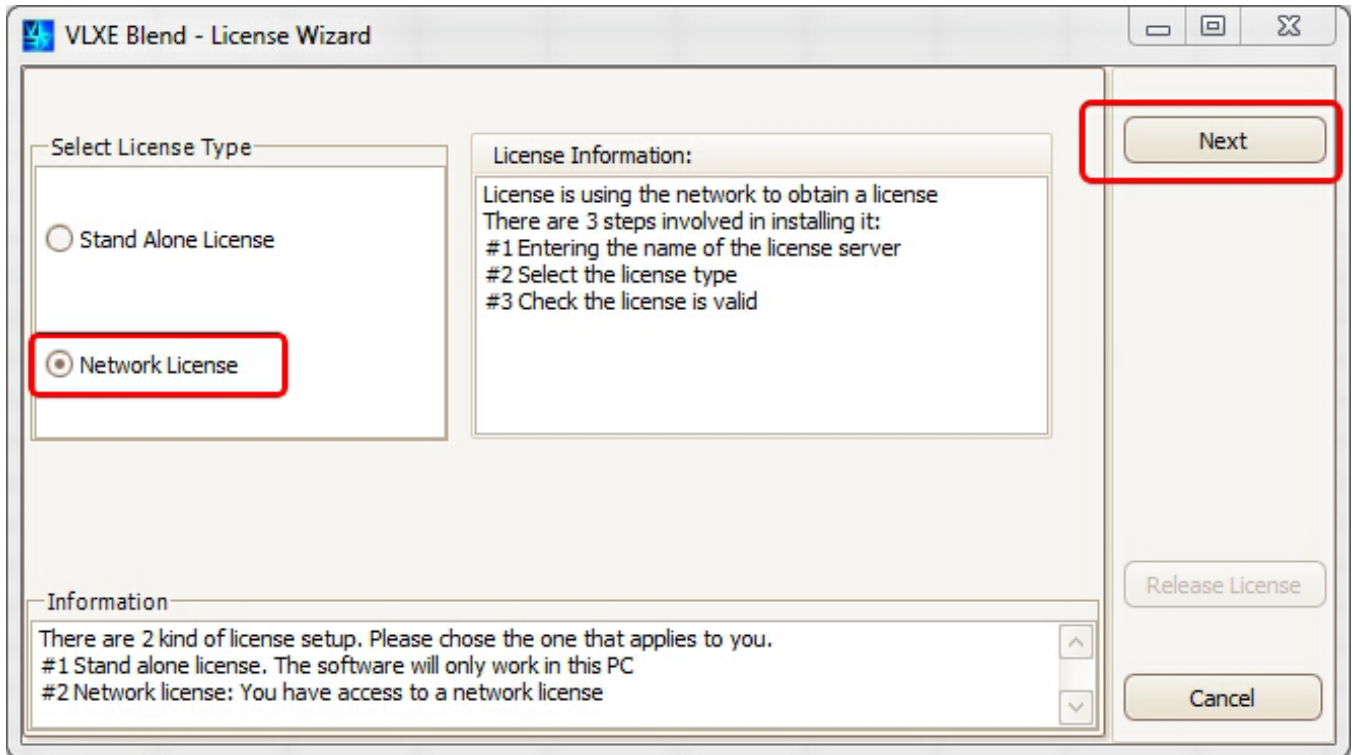 VLXE Blend - License Wizard
Select License Type
Stand Alone License
Network License
License Information:
License is using the network to obtain a license
There are 3 steps involved in installing it:
#1 Entering the name of the license server
#2 Select the license type
#3 Check the license is valid
Next
Release License
Cancel
Information
There are 2 kind of license setup. Please chose the one that applies to you.
#1 Stand alone license. The software will only work in this PC
#2 Network license: You have access to a network license